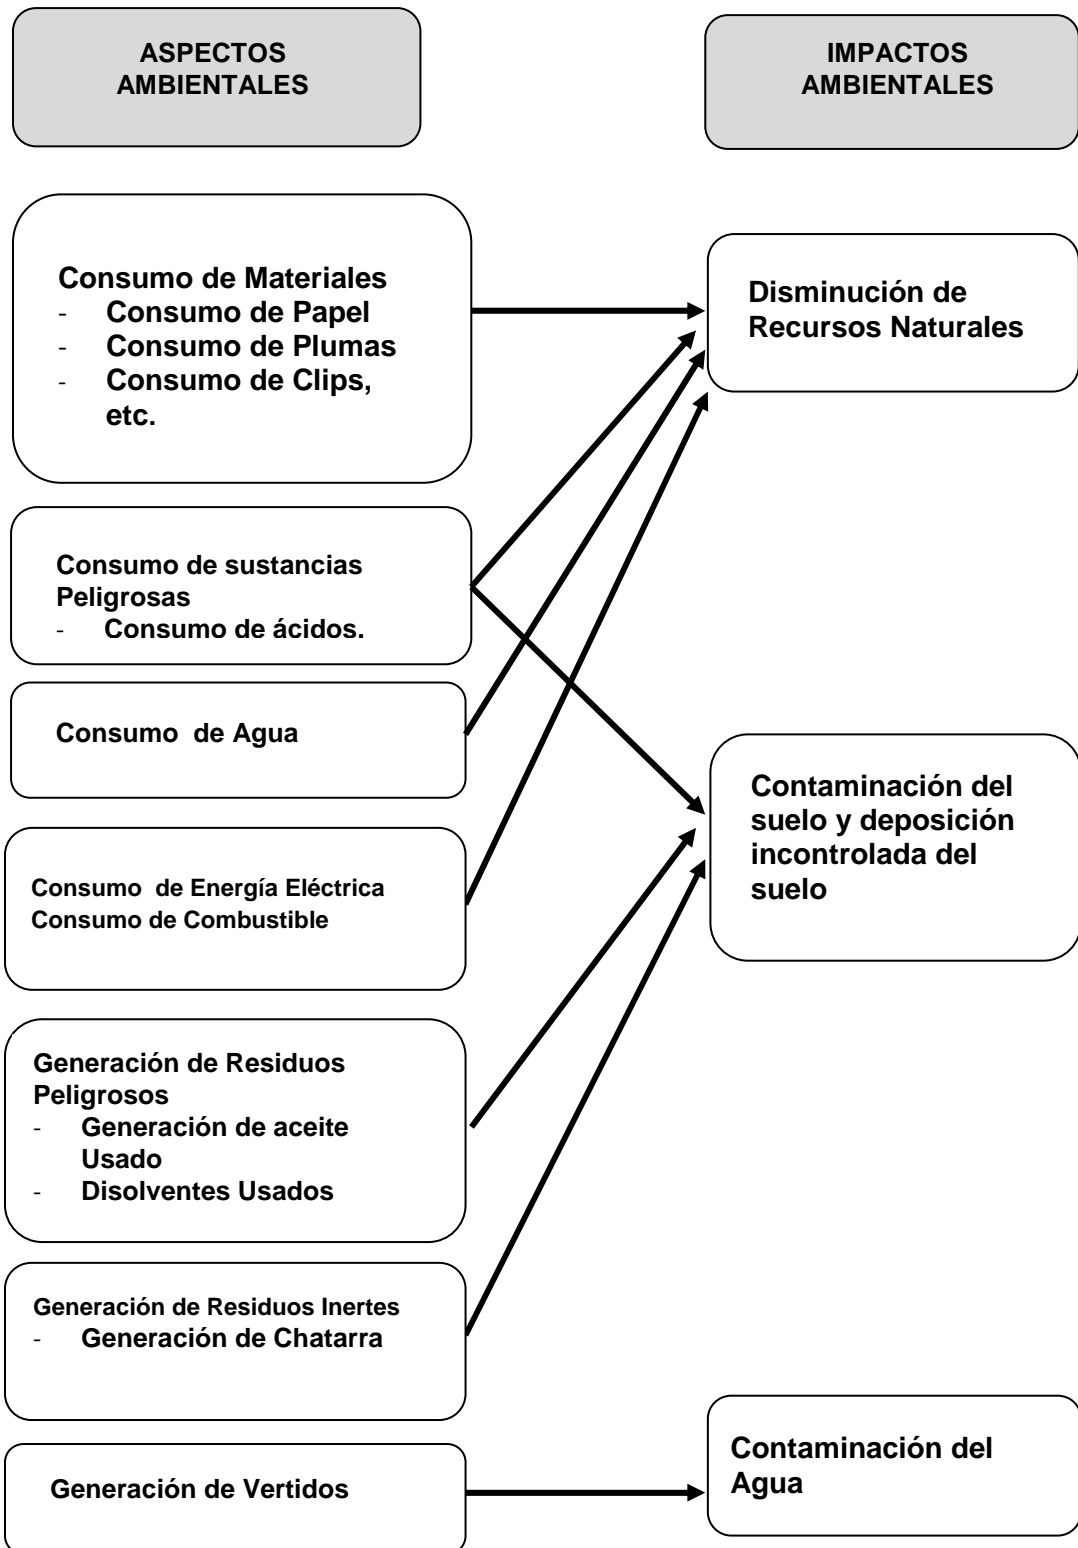 ASPECTOS
AMBIENTALES
IMPACTOS
AMBIENTALES
Consumo de Materiales
- Consumo de Papel
- Consumo de Plumas
- Consumo de Clips,
etc.
Disminución de
Recursos Naturales
Consumo de sustancias
Peligrosas
- Consumo de ácidos.
Consumo de Agua
Contaminación del
suelo y deposición
incontrolada del
suelo
Consumo de Energía Eléctrica
Consumo de Combustible
Generación de Residuos
Peligrosos
- Generación de aceite
Usado
- Disolventes Usados
Generación de Residuos Inertes
- Generación de Chatarra
Contaminación del
Agua
Generación de Vertidos